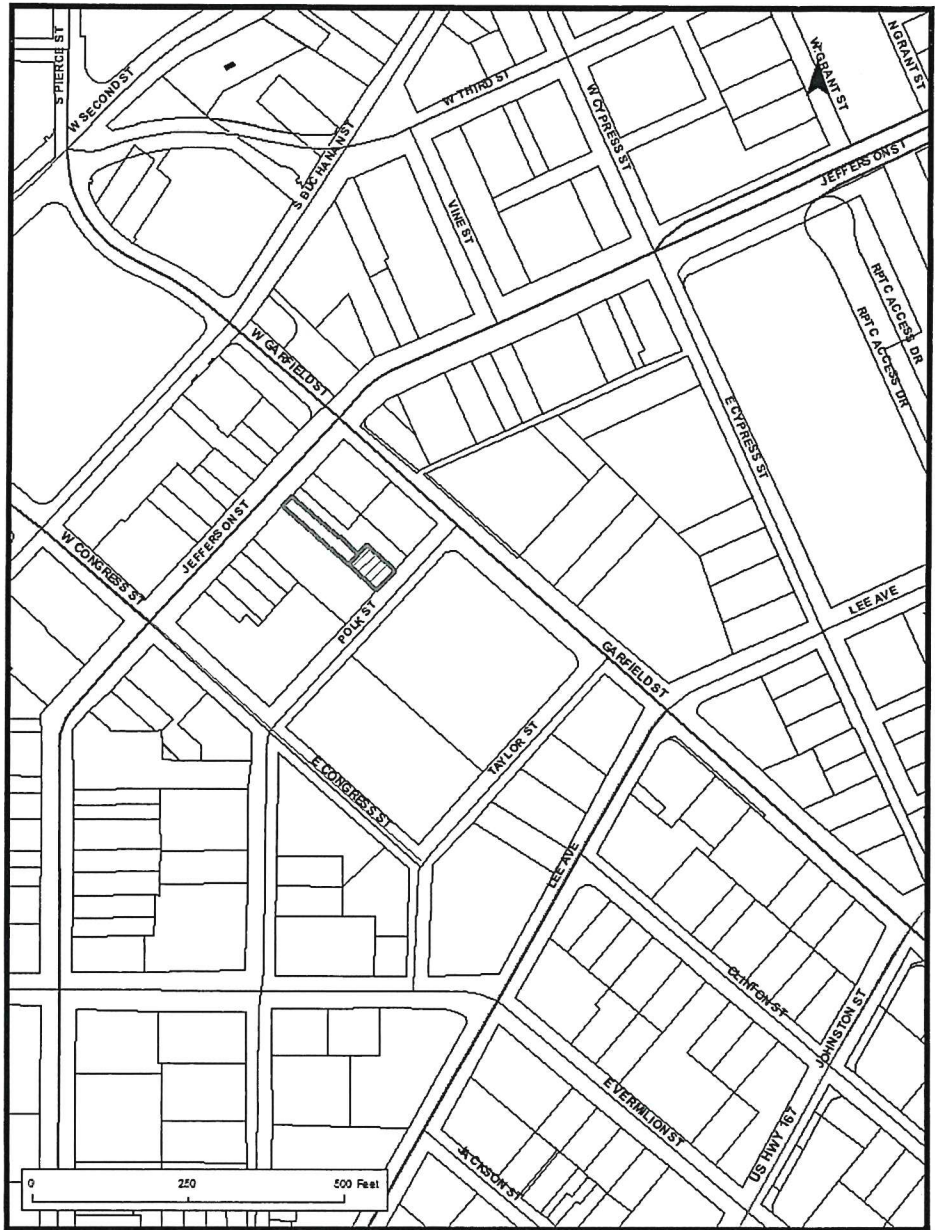 S PIERCE ST
W SECOND ST
W THIRD ST
W GRANT ST
N GRANT ST
S BUCHANAN ST
W CYPRESS ST
JEFFERSON ST
VINE ST
RPTC ACCESS DR
RPTC ACCESS DR
W GARFIELD ST
E CYPRESS ST
JEFFERSON ST
W CONGRESS ST
LEE AVE
POLK ST
GARFIELD ST
TAYLOR ST
E CONGRESS ST
LEE AVE
CLINTON ST
JOHNSTON ST
E VERMILION ST
US HWY 167
JACKSON ST
0 250 500 Feet